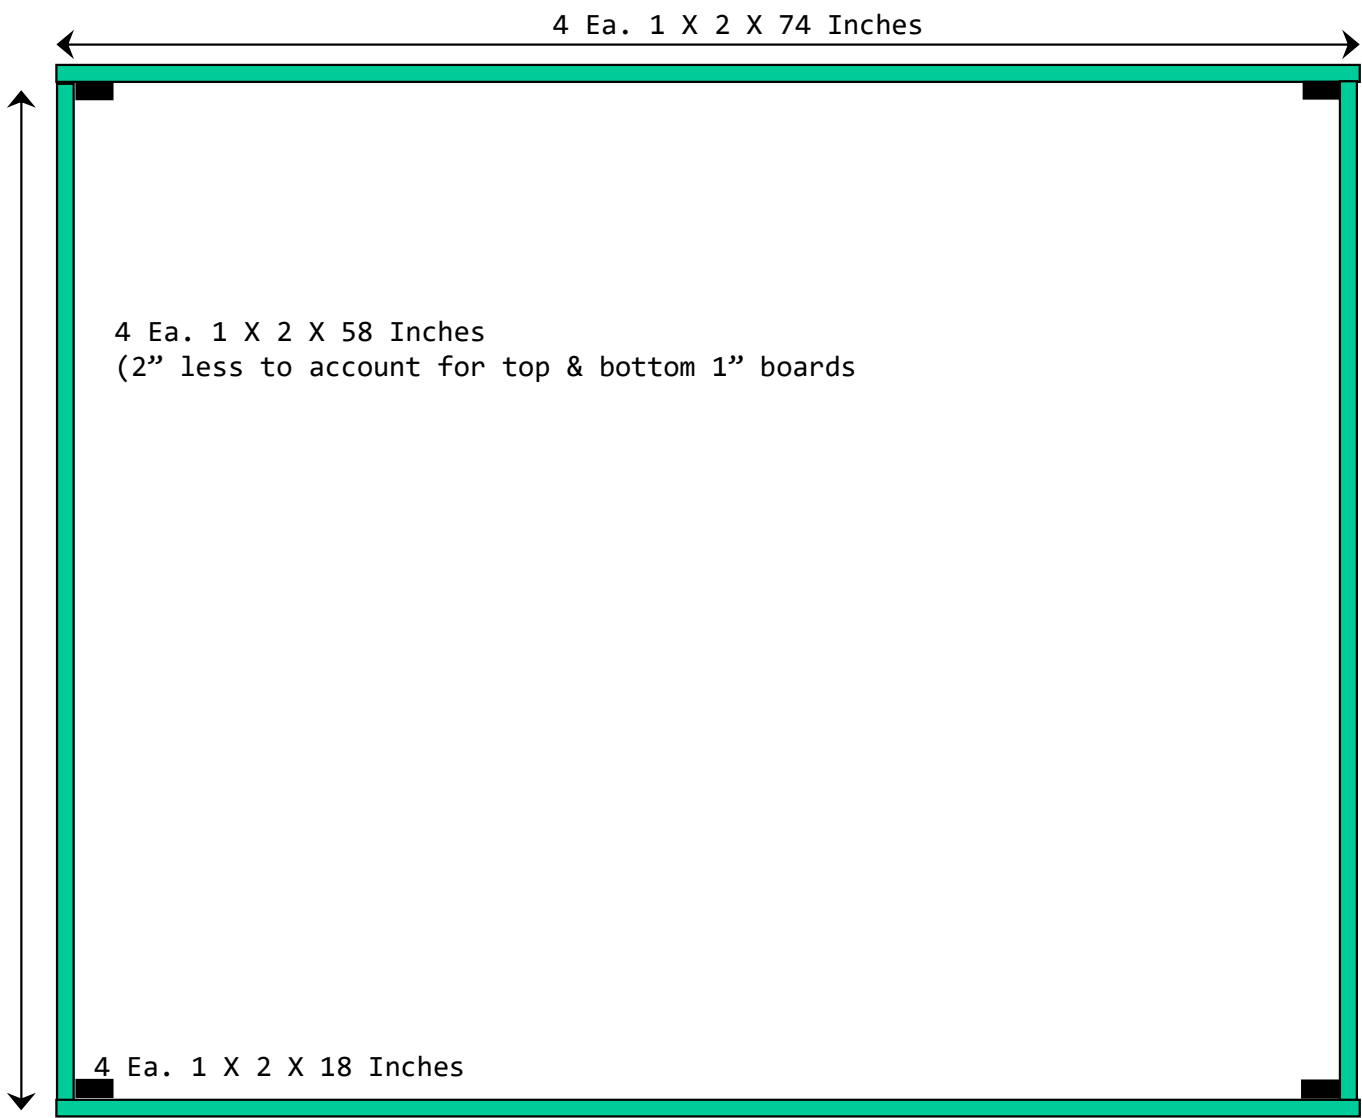 4 Ea. 1 X 2 X 74 Inches
4 Ea. 1 X 2 X 58 Inches
(2” less to account for top & bottom 1” boards
4 Ea. 1 X 2 X 18 Inches